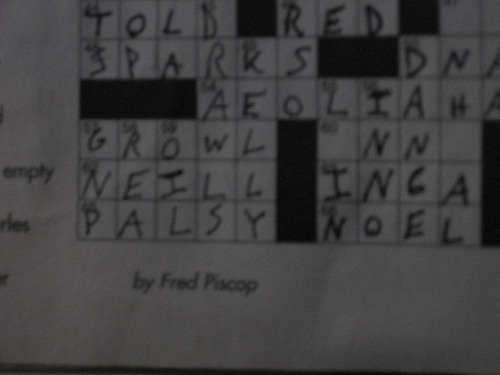 TOLD RED
SPARKS DNA
AEOLIAHA
GROWL NN
empty NEILL INGA
rles PALSY NOEL
by Fred Piscop